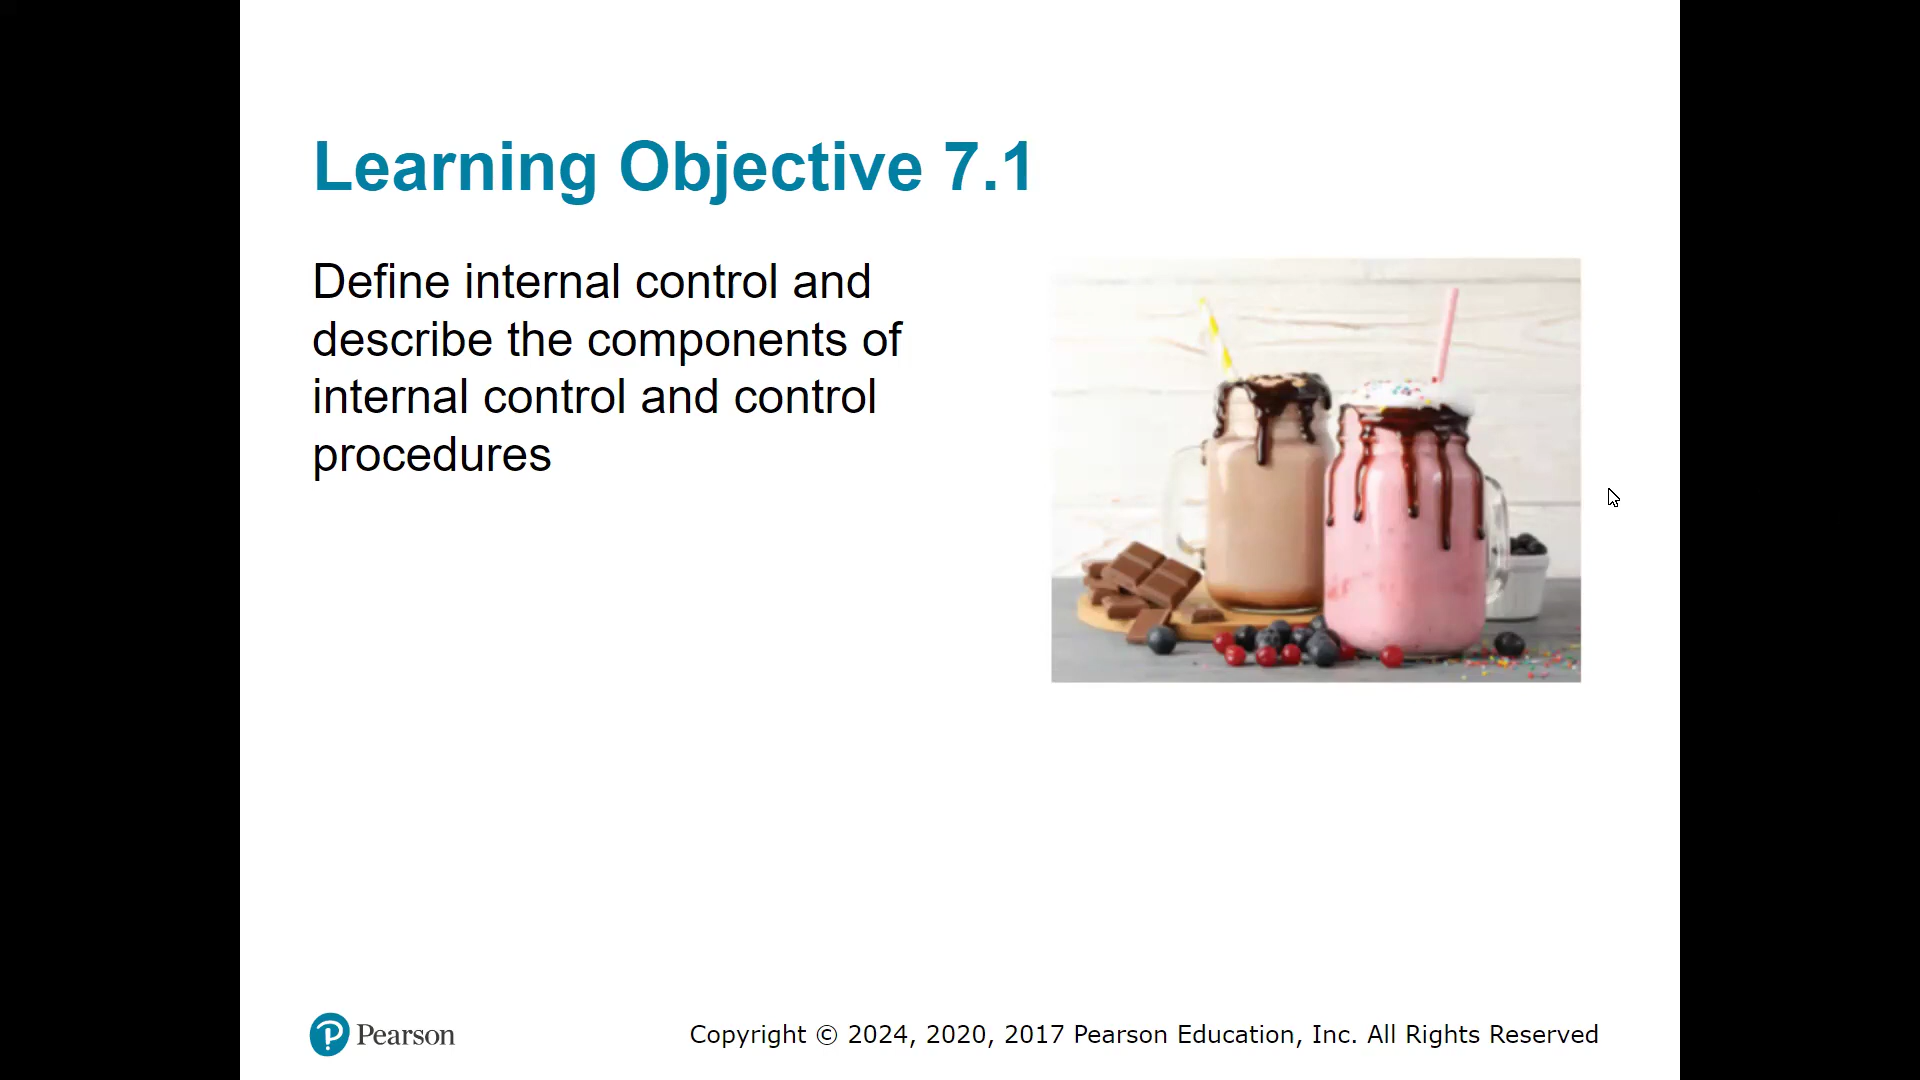 Learning Objective 7.1
Define internal control and
describe the components of
internal control and control
procedures
Pearson
Copyright © 2024, 2020, 2017 Pearson Education, Inc. All Rights Reserved